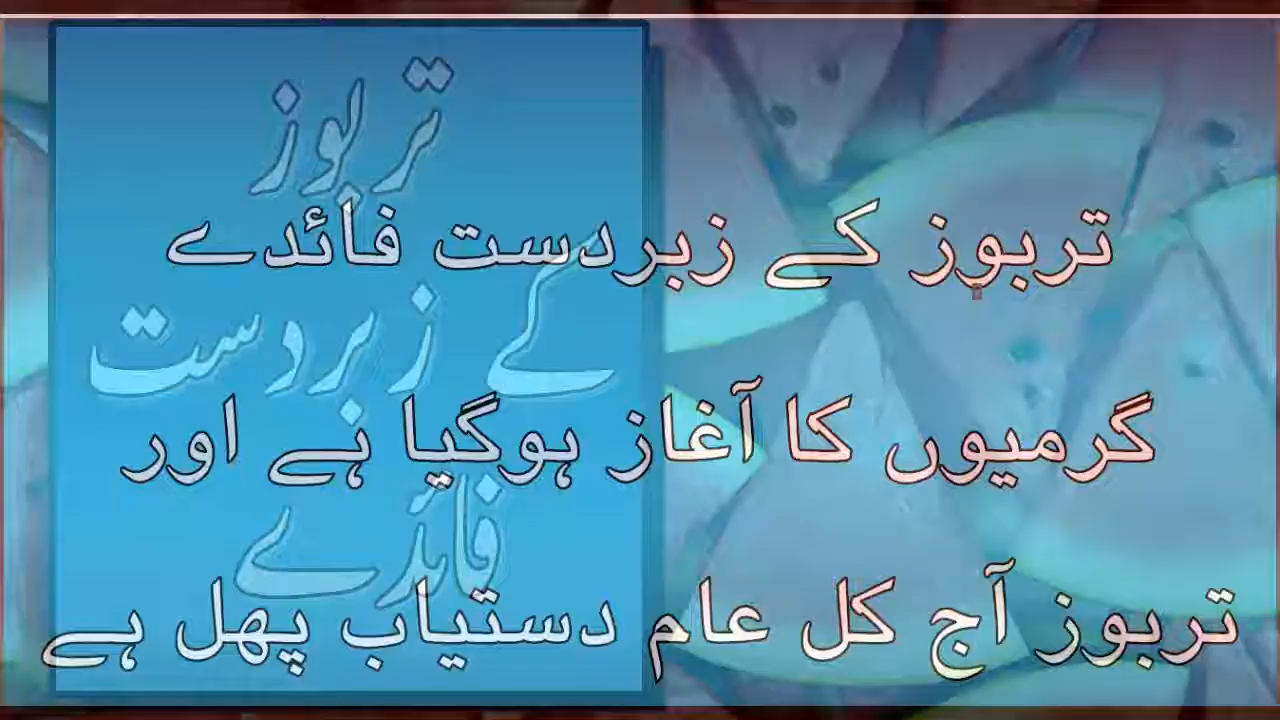 تربوز
کے زبردست
فائدے
تربوز کے زبردست فائدے
گرمیوں کا آغاز ہوگیا ہے اور
تربوز آج کل عام دستیاب پھل ہے